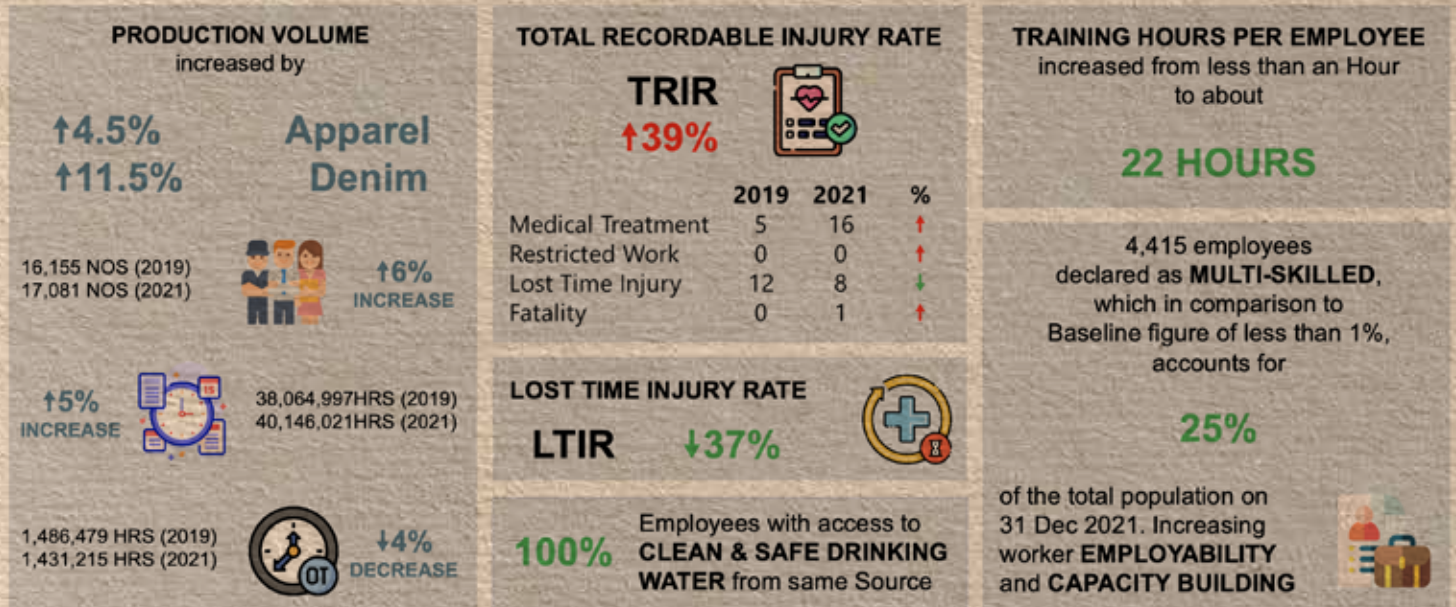 PRODUCTION VOLUME
increased by
↑4.5% Apparel
↑11.5% Denim
16,155 NOS (2019)
17,081 NOS (2021)
↑6%
INCREASE
↑5%
INCREASE
15
38,064,997HRS (2019)
40,146,021HRS (2021)
1,486,479 HRS (2019)
1,431,215 HRS (2021)
OT
↓4%
DECREASE
TOTAL RECORDABLE INJURY RATE
TRIR
↑39%
2019 2021 %
Medical Treatment 5 16 ↑
Restricted Work 0 0 ↑
Lost Time Injury 12 8 ↓
Fatality 0 1 ↑
LOST TIME INJURY RATE
LTIR ↓37%
100%
Employees with access to
CLEAN & SAFE DRINKING
WATER from same Source
TRAINING HOURS PER EMPLOYEE
increased from less than an Hour
to about
22 HOURS
4,415 employees
declared as MULTI-SKILLED,
which in comparison to
Baseline figure of less than 1%,
accounts for
25%
of the total population on
31 Dec 2021. Increasing
worker EMPLOYABILITY
and CAPACITY BUILDING